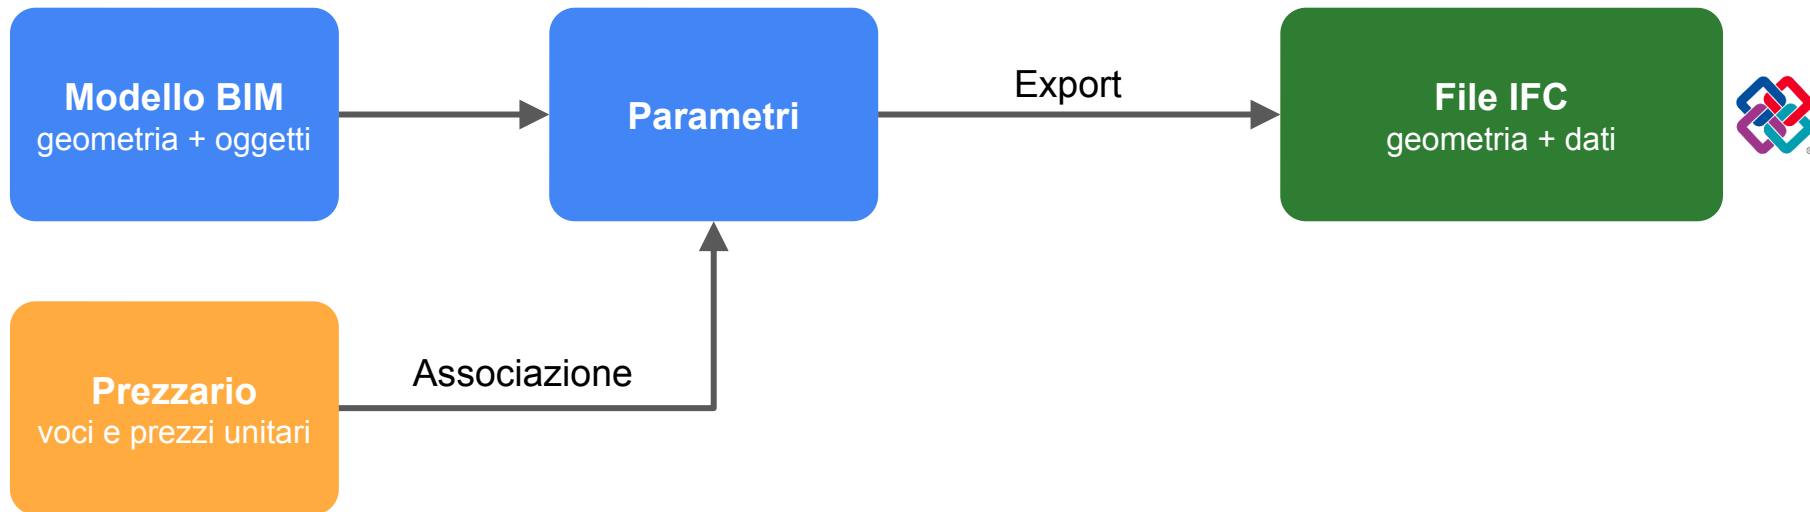 Modello BIM
geometria + oggetti
Parametri
Export
File IFC
geometria + dati
®
Prezzario
voci e prezzi unitari
Associazione